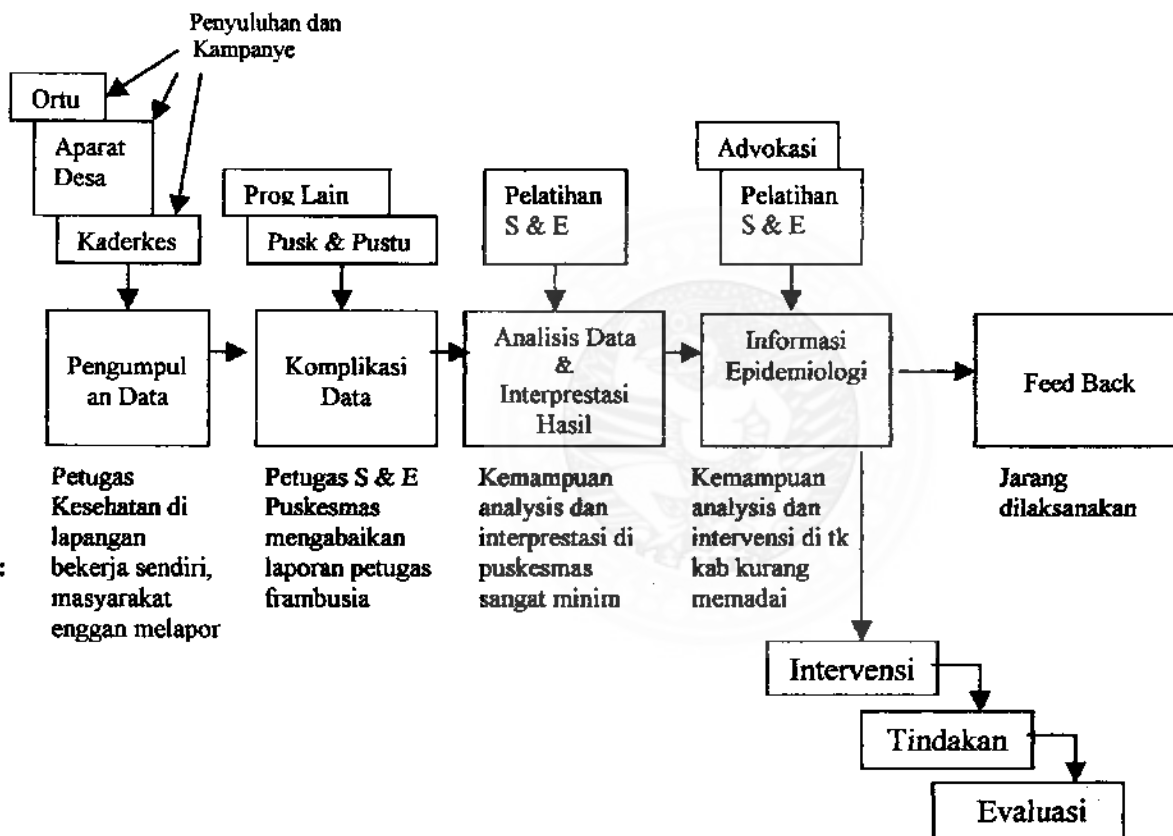 Penyuluhan dan
Kampanye
Ortu
Aparat
Desa
Kaderkes
Prog Lain
Pusk & Pustu
Pelatihan
S & E
Advokasi
Pelatihan
S & E
Pengumpul
an Data
Komplikasi
Data
Analisis Data
&
Interprestasi
Hasil
Informasi
Epidemiologi
Feed Back
:
Petugas
Kesehatan di
lapangan
bekerja sendiri,
masyarakat
enggan melapor
Petugas S & E
Puskesmas
mengabaikan
laporan petugas
frambusia
Kemampuan
analysis dan
interprestasi di
puskesmas
sangat minim
Kemampuan
analysis dan
intervensi di tk
kab kurang
memadai
Jarang
dilaksanakan
Intervensi
Tindakan
Evaluasi